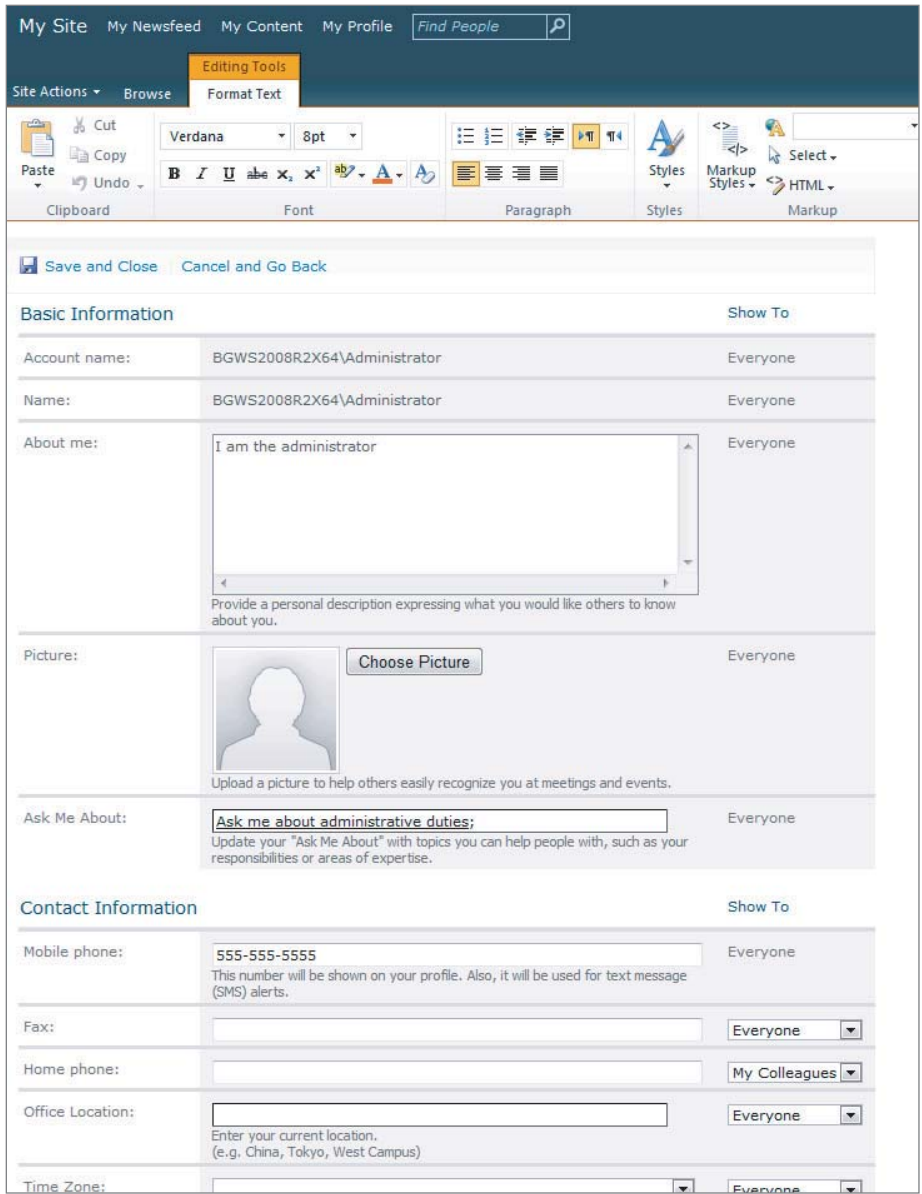 My Site My Newsfeed My Content My Profile Find People
Editing Tools
Site Actions Browse Format Text
Cut
Copy
Undo
Paste
Verdana 8pt
B I U abc x₂ x² ab A A
Styles
Markup Styles
Select
HTML
Clipboard Font Paragraph Styles Markup
Save and Close Cancel and Go Back
Basic Information Show To
Account name: BGWS2008R2X64\Administrator Everyone
Name: BGWS2008R2X64\Administrator Everyone
About me: I am the administrator Everyone
Provide a personal description expressing what you would like others to know
about you.
Picture: Choose Picture Everyone
Upload a picture to help others easily recognize you at meetings and events.
Ask Me About: Ask me about administrative duties; Everyone
Update your "Ask Me About" with topics you can help people with, such as your
responsibilities or areas of expertise.
Contact Information Show To
Mobile phone: 555-555-5555 Everyone
This number will be shown on your profile. Also, it will be used for text message
(SMS) alerts.
Fax: Everyone
Home phone: My Colleagues
Office Location: Everyone
Enter your current location.
(e.g. China, Tokyo, West Campus)
Time Zone: Everyone